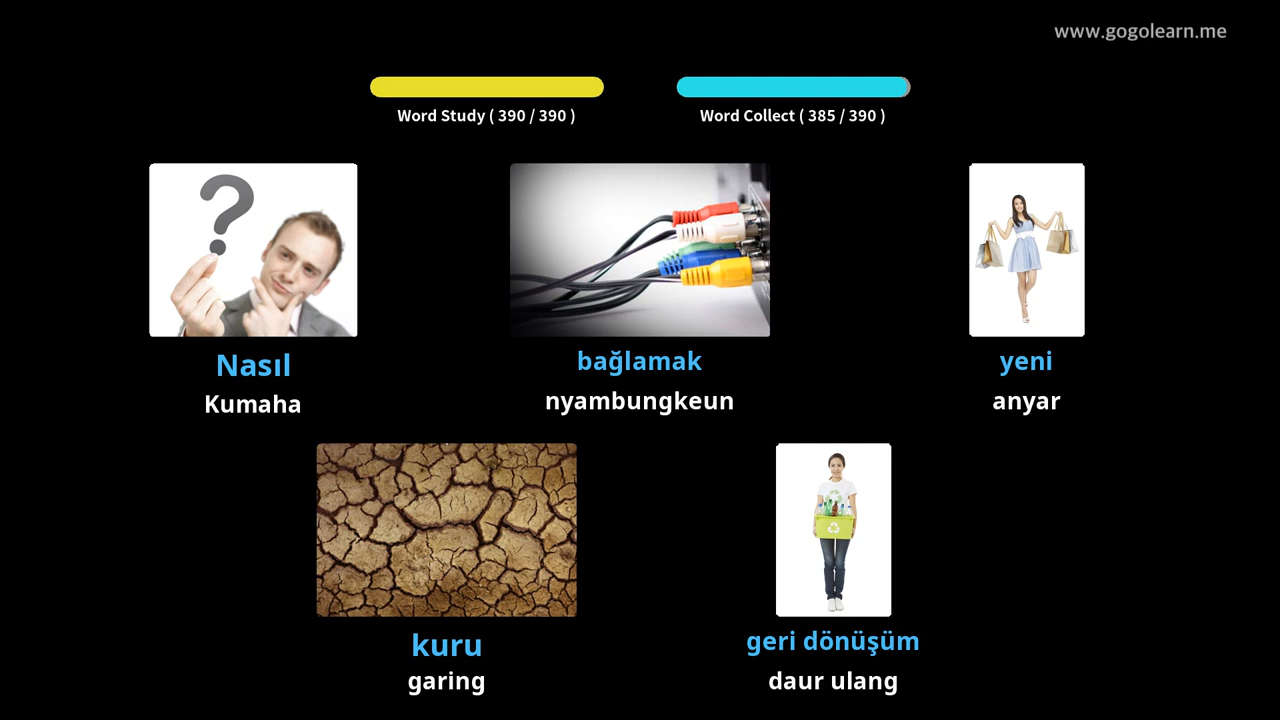 www.gogolearn.me
Word Study ( 390 / 390 )
Word Collect ( 385 / 390 )
Nasıl
Kumaha
bağlamak
nyambungkeun
yeni
anyar
kuru
garing
geri dönüşüm
daur ulang